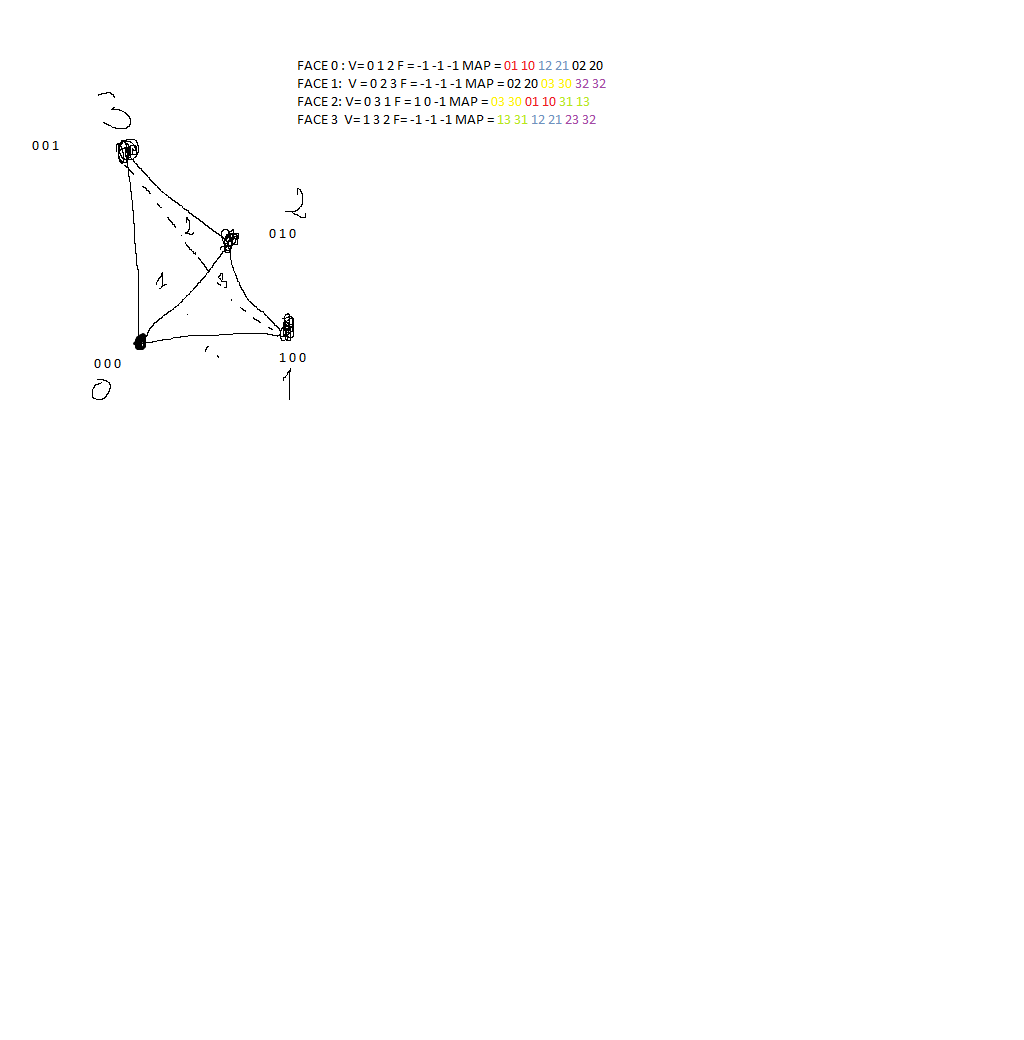 FACE 0 : V= 0 1 2 F = -1 -1 -1 MAP = 01 10 12 21 02 20
FACE 1: V = 0 2 3 F = -1 -1 -1 MAP = 02 20 03 30 32 32
FACE 2: V= 0 3 1 F = 1 0 -1 MAP = 03 30 01 10 31 13
FACE 3 V= 1 3 2 F= -1 -1 -1 MAP = 13 31 12 21 23 32
3
0 0 1
2
0 1 0
2
1
3
0 0 0
1 0 0
0
1